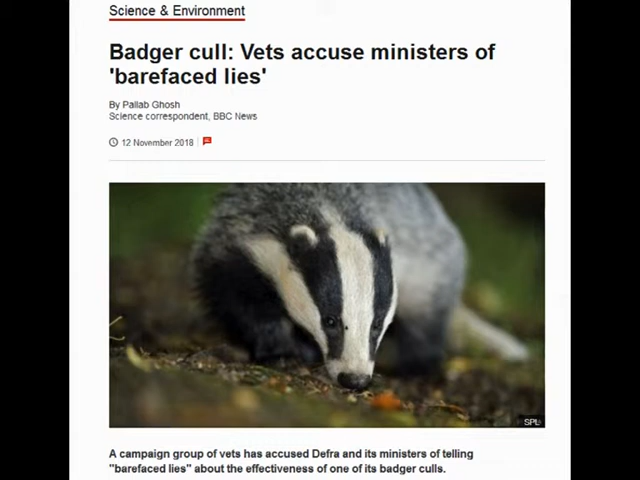 Science & Environment
Badger cull: Vets accuse ministers of
'barefaced lies'
By Pallab Ghosh
Science correspondent, BBC News
12 November 2018
SPL
A campaign group of vets has accused Defra and its ministers of telling
"barefaced lies" about the effectiveness of one of its badger culls.